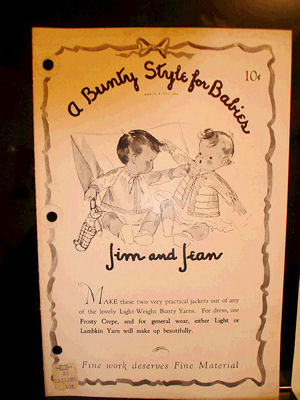 A Bunty Style for Babies
10¢
Jim and Jean
MAKE these two very practical jackets out of any
of the lovely Light-Weight Bunty Yarns. For dress, use
Frosty Crepe, and for general wear, either Light or
Lambkin Yarn will make up beautifully.
Fine work deserves Fine Material